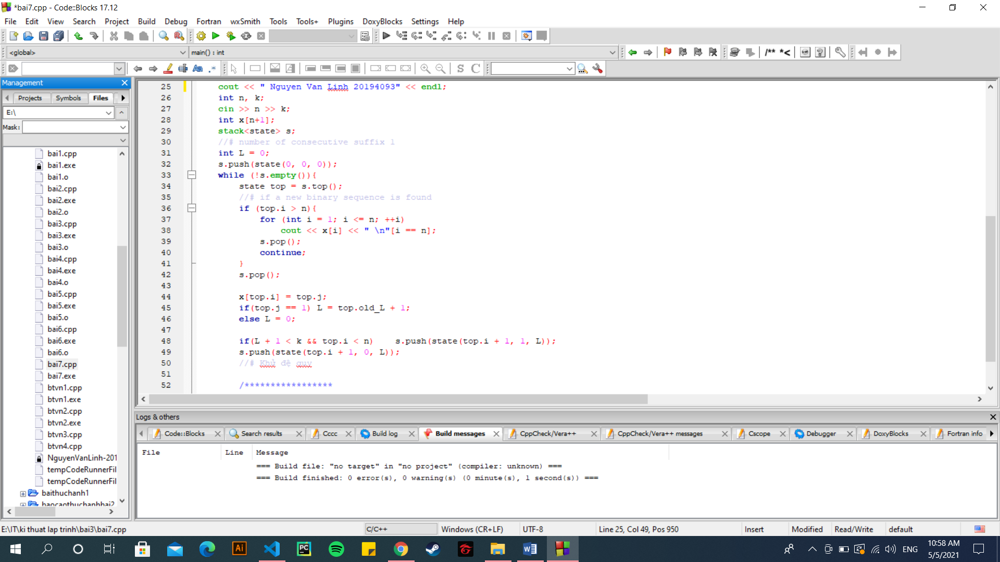 *bai7.cpp - Code::Blocks 17.12
File Edit View Search Project Build Debug Fortran wxSmith Tools Tools+ Plugins DoxyBlocks Settings Help
<global> main() : int
/** *<
Management
Projects Symbols Files
E:\
Mask:
bai1.cpp
bai1.exe
bai1.o
bai2.cpp
bai2.exe
bai2.o
bai3.cpp
bai3.exe
bai3.o
bai4.cpp
bai4.exe
bai4.o
bai5.cpp
bai5.exe
bai5.o
bai6.cpp
bai6.exe
bai6.o
bai7.cpp
bai7.exe
btvn1.cpp
btvn1.exe
btvn2.cpp
btvn2.exe
btvn3.cpp
btvn4.cpp
NguyenVanLinh-201
tempCodeRunnerFil
tempCodeRunnerFil
baithuchanh1
baocaothuchanhbai2
25 cout << " Nguyen Van Linh 20194093" << endl;
26 int n, k;
27 cin >> n >> k;
28 int x[n+1];
29 stack<state> s;
30 //# number of consecutive suffix 1
31 int L = 0;
32 s.push(state(0, 0, 0));
33 while (!s.empty()){
34 state top = s.top();
35 //# if a new binary sequence is found
36 if (top.i > n){
37 for (int i = 1; i <= n; ++i)
38 cout << x[i] << " \n"[i == n];
39 s.pop();
40 continue;
41 }
42 s.pop();
43
44 x[top.i] = top.j;
45 if(top.j == 1) L = top.old_L + 1;
46 else L = 0;
47
48 if(L + 1 < k && top.i < n) s.push(state(top.i + 1, 1, L));
49 s.push(state(top.i + 1, 0, L));
50 //# Khử đệ quy
51
52 /*****************
Logs & others
Code::Blocks Search results Cccc Build log Build messages CppCheck/Vera++ CppCheck/Vera++ messages Cscope Debugger DoxyBlocks Fortran info
File Line Message
=== Build file: "no target" in "no project" (compiler: unknown) ===
=== Build finished: 0 error(s), 0 warning(s) (0 minute(s), 1 second(s)) ===
E:\IT\ki thuat lap trinh\bai3\bai7.cpp C/C++ Windows (CR+LF) UTF-8 Line 25, Col 49, Pos 950 Insert Modified Read/Write default
ENG 10:58 AM
5/5/2021